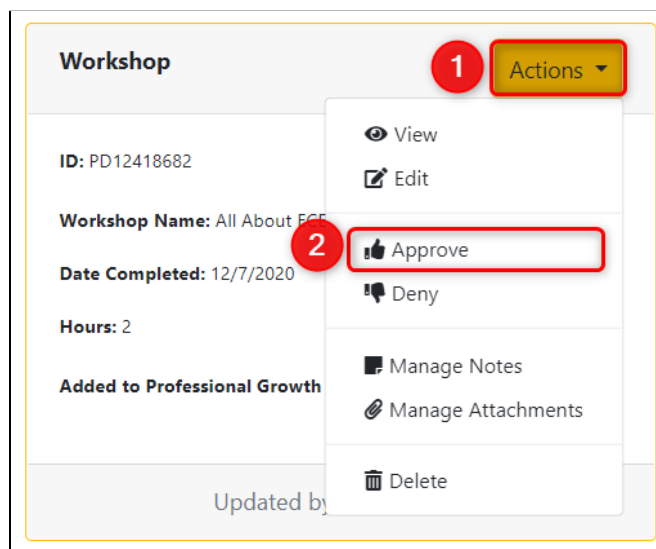 Workshop
1
Actions
View
Edit
ID: PD12418682
Workshop Name: All About
2
Approve
Date Completed: 12/7/2020
Deny
Hours: 2
Manage Notes
Added to Professional Growth
Manage Attachments
Delete
Updated by